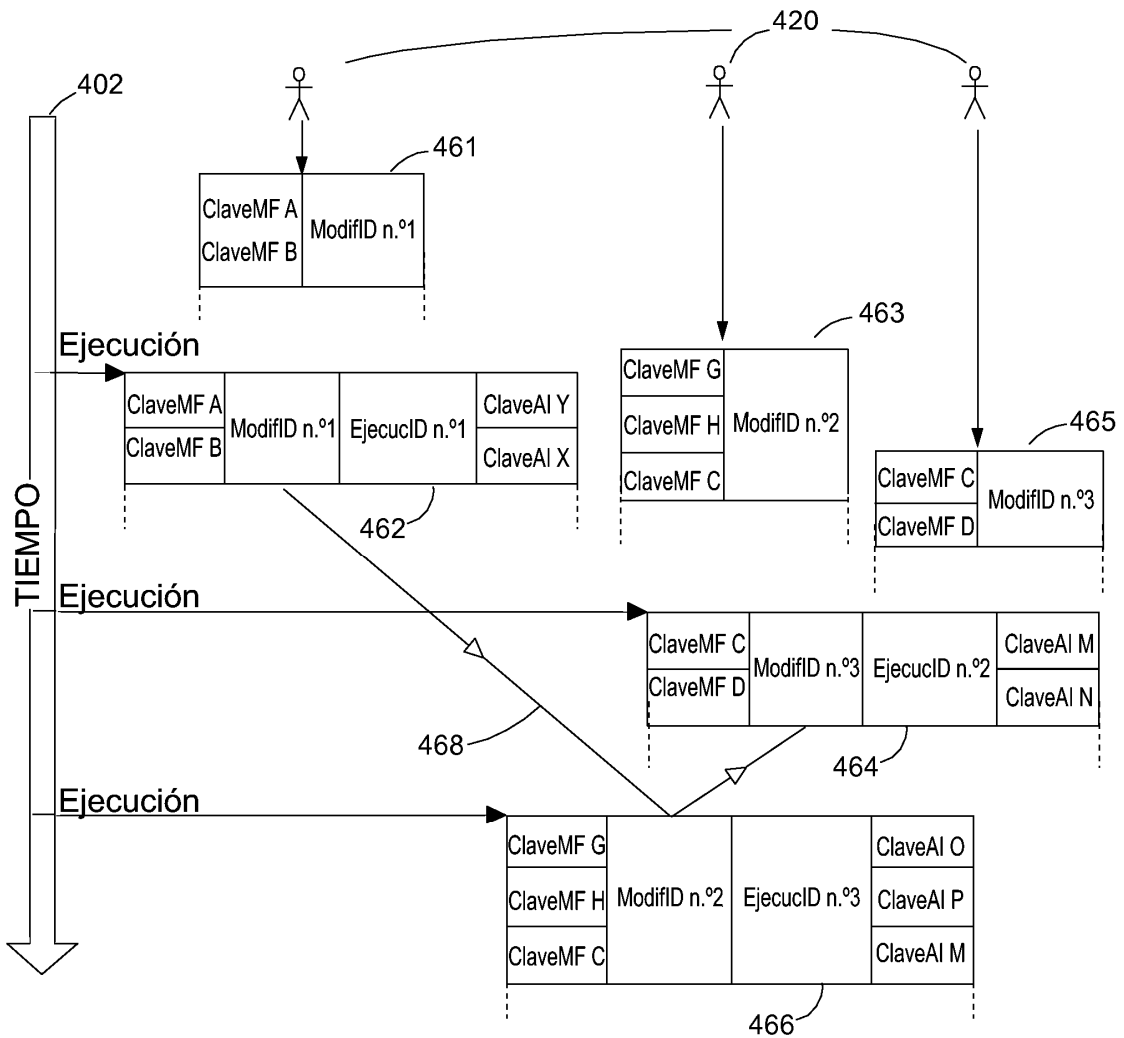 420
402
461
ClaveMF A
ClaveMF B
ModifID n.º1
463
Ejecución
ClaveMF G
ClaveMF H
ClaveMF C
ModifID n.º2
ClaveMF A
ClaveMF B
ModifID n.º1
EjecucID n.º1
ClaveAI Y
ClaveAI X
465
ClaveMF C
ClaveMF D
ModifID n.º3
462
TIEMPO
Ejecución
ClaveMF C
ClaveMF D
ModifID n.º3
EjecucID n.º2
ClaveAI M
ClaveAI N
468
464
Ejecución
ClaveMF G
ClaveMF H
ClaveMF C
ModifID n.º2
EjecucID n.º3
ClaveAI O
ClaveAI P
ClaveAI M
466